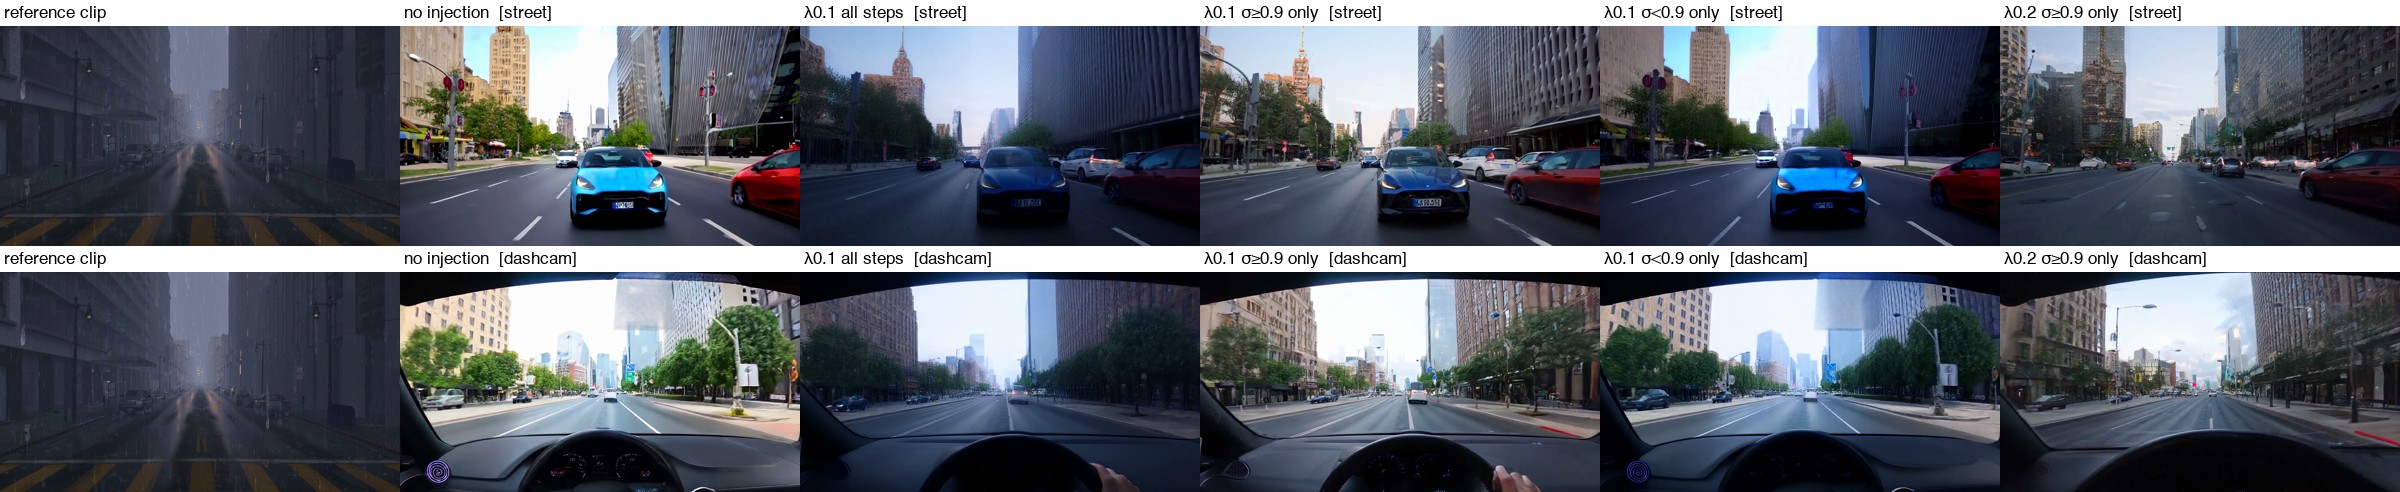 reference clip
no injection [street]
λ0.1 all steps [street]
λ0.1 σ≥0.9 only [street]
λ0.1 σ<0.9 only [street]
λ0.2 σ≥0.9 only [street]
reference clip
no injection [dashcam]
λ0.1 all steps [dashcam]
λ0.1 σ≥0.9 only [dashcam]
λ0.1 σ<0.9 only [dashcam]
λ0.2 σ≥0.9 only [dashcam]